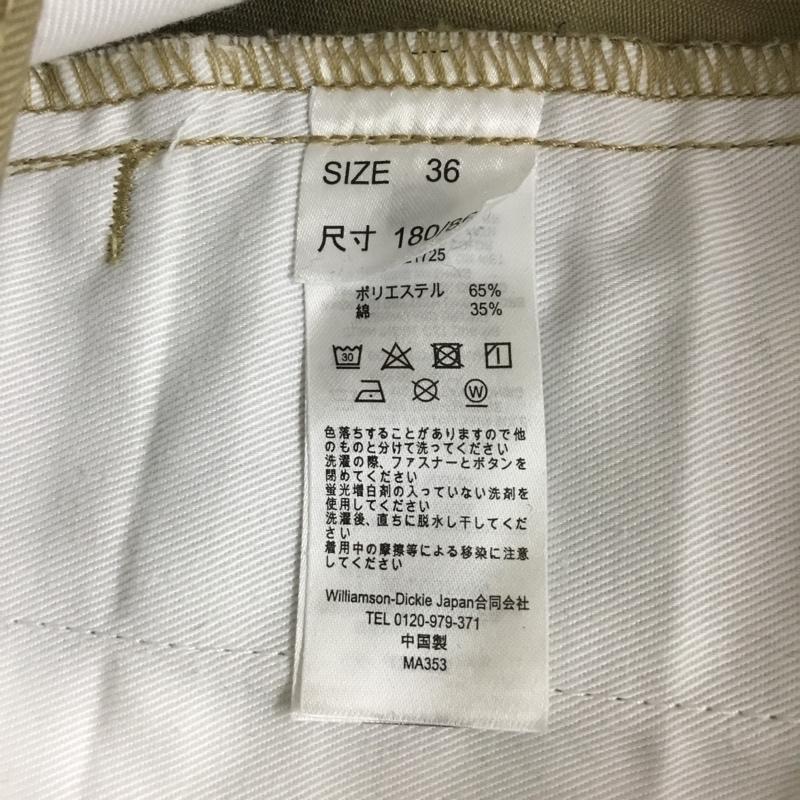 SIZE 36
尺寸 180/86
ポリエステル 65%
綿 35%
30
W
色落ちすることがありますので他
のものと分けて洗ってください
洗濯の際、ファスナーとボタンを
閉めてください
蛍光増白剤の入っていない洗剤を
使用してください
洗濯後、直ちに脱水し干してくだ
さい
着用中の摩擦等による移染に注意
してください
Williamson-Dickie Japan合同会社
TEL 0120-979-371
中国製
MA353